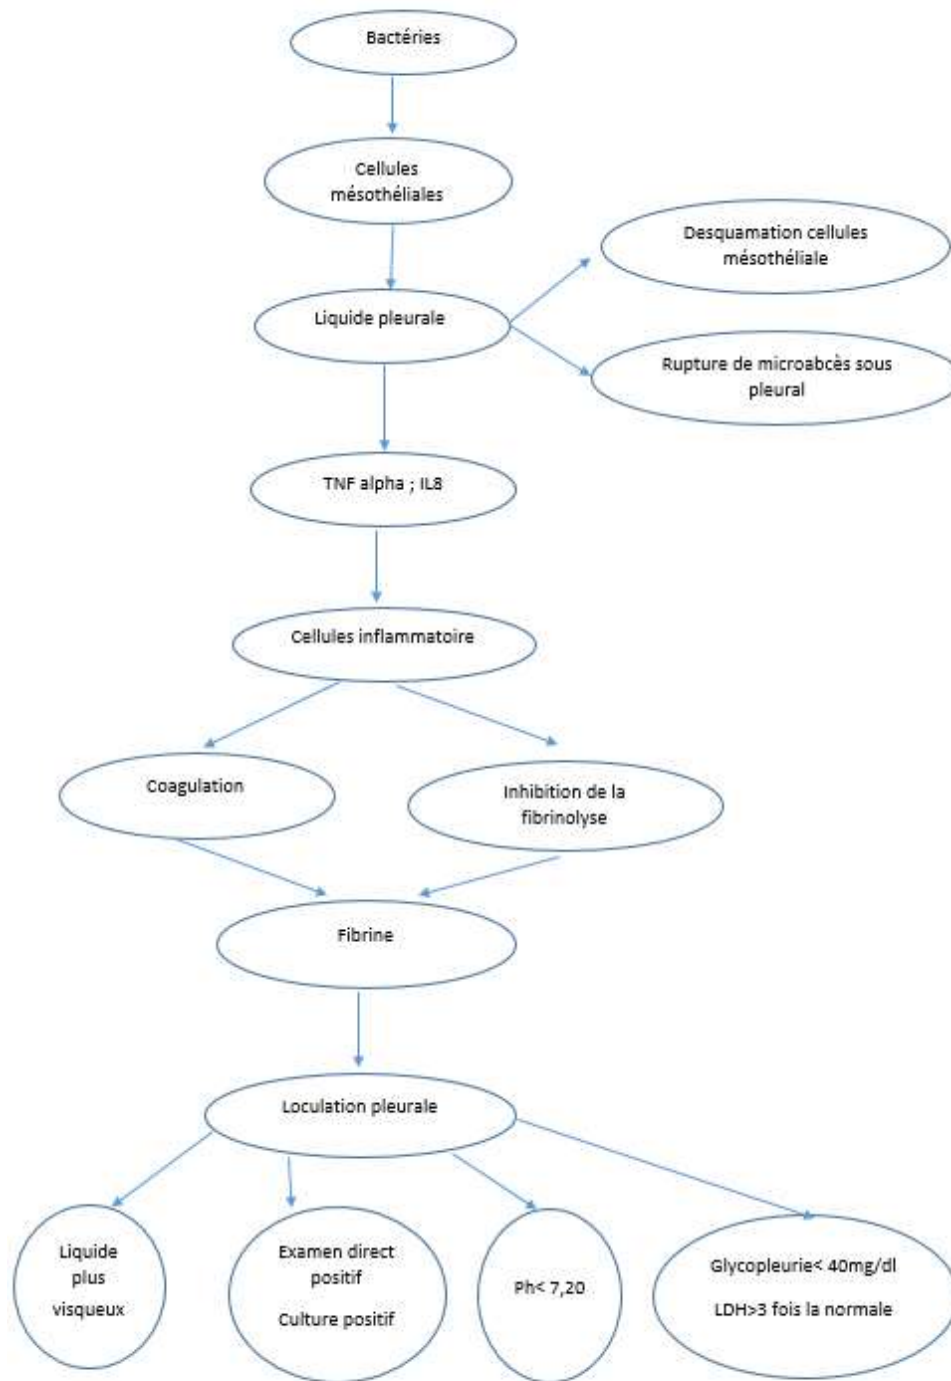 Bactéries
Cellules
mésothéliales
Desquamation cellules
mésothéliale
Liquide pleurale
Rupture de microabcès sous
pleural
TNF alpha ; IL8
Cellules inflammatoire
Coagulation
Inhibition de la
fibrinolyse
Fibrine
Loculation pleurale
Liquide
plus
visqueux
Examen direct
positif
Culture positif
Ph< 7,20
Glycopleurie< 40mg/dl
LDH>3 fois la normale